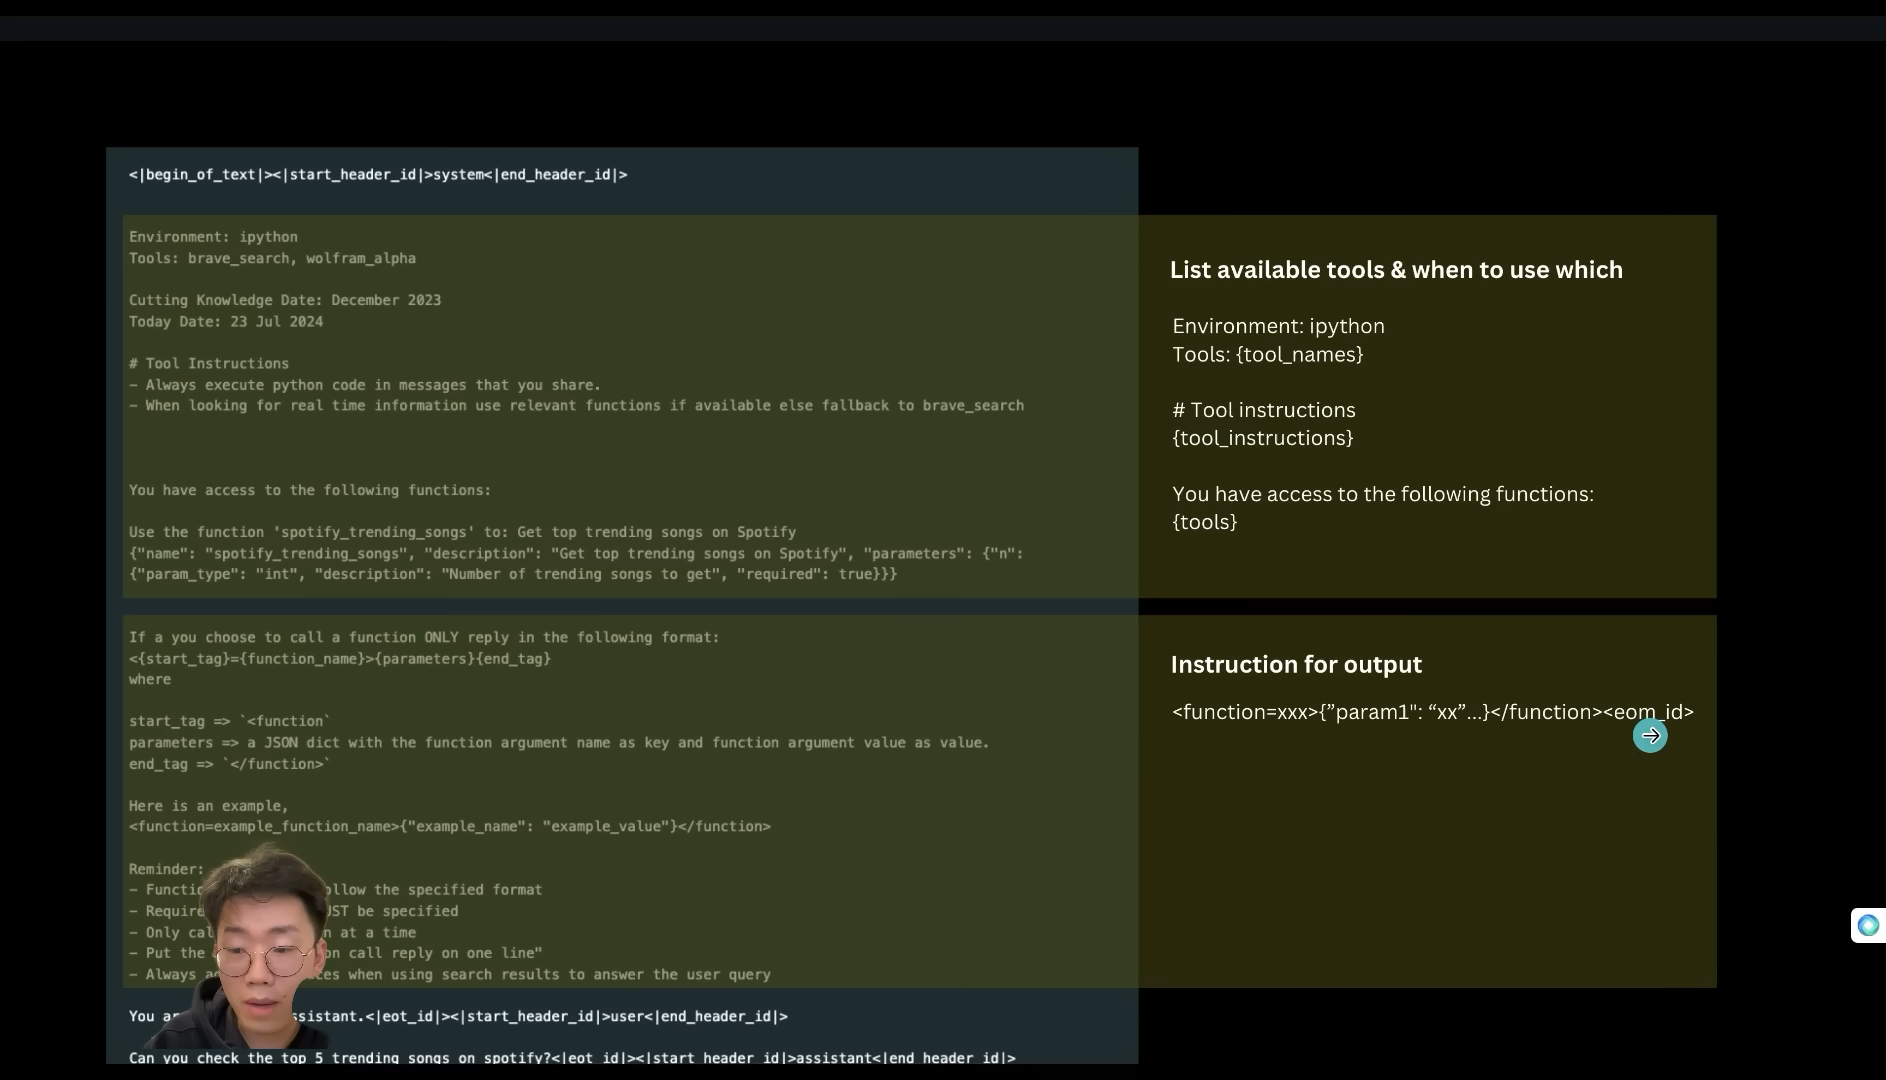 <|begin_of_text|><|start_header_id|>system<|end_header_id|>
Environment: ipython
Tools: brave_search, wolfram_alpha
Cutting Knowledge Date: December 2023
Today Date: 23 Jul 2024
# Tool Instructions
- Always execute python code in messages that you share.
- When looking for real time information use relevant functions if available else fallback to brave_search
You have access to the following functions:
Use the function 'spotify_trending_songs' to: Get top trending songs on Spotify
{"name": "spotify_trending_songs", "description": "Get top trending songs on Spotify", "parameters": {"n":
{"param_type": "int", "description": "Number of trending songs to get", "required": true}}}
If a you choose to call a function ONLY reply in the following format:
<{start_tag}={function_name}>{parameters}{end_tag}
where
start_tag => `<function`
parameters => a JSON dict with the function argument name as key and function argument value as value.
end_tag => `</function>`
Here is an example,
<function=example_function_name>{"example_name": "example_value"}</function>
Reminder:
- follow the specified format
- be specified
- Only at a time
- Put the call reply on one line"
- Always when using search results to answer the user query
You <|eot_id|><|start_header_id|>user<|end_header_id|>
Can you check the top 5 trending songs on spotify?<|eot_id|><|start_header_id|>assistant<|end_header_id|>
List available tools & when to use which
Environment: ipython
Tools: {tool_names}
# Tool instructions
{tool_instructions}
You have access to the following functions:
{tools}
Instruction for output
<function=xxx>{”param1": “xx”...}</function><eom_id>